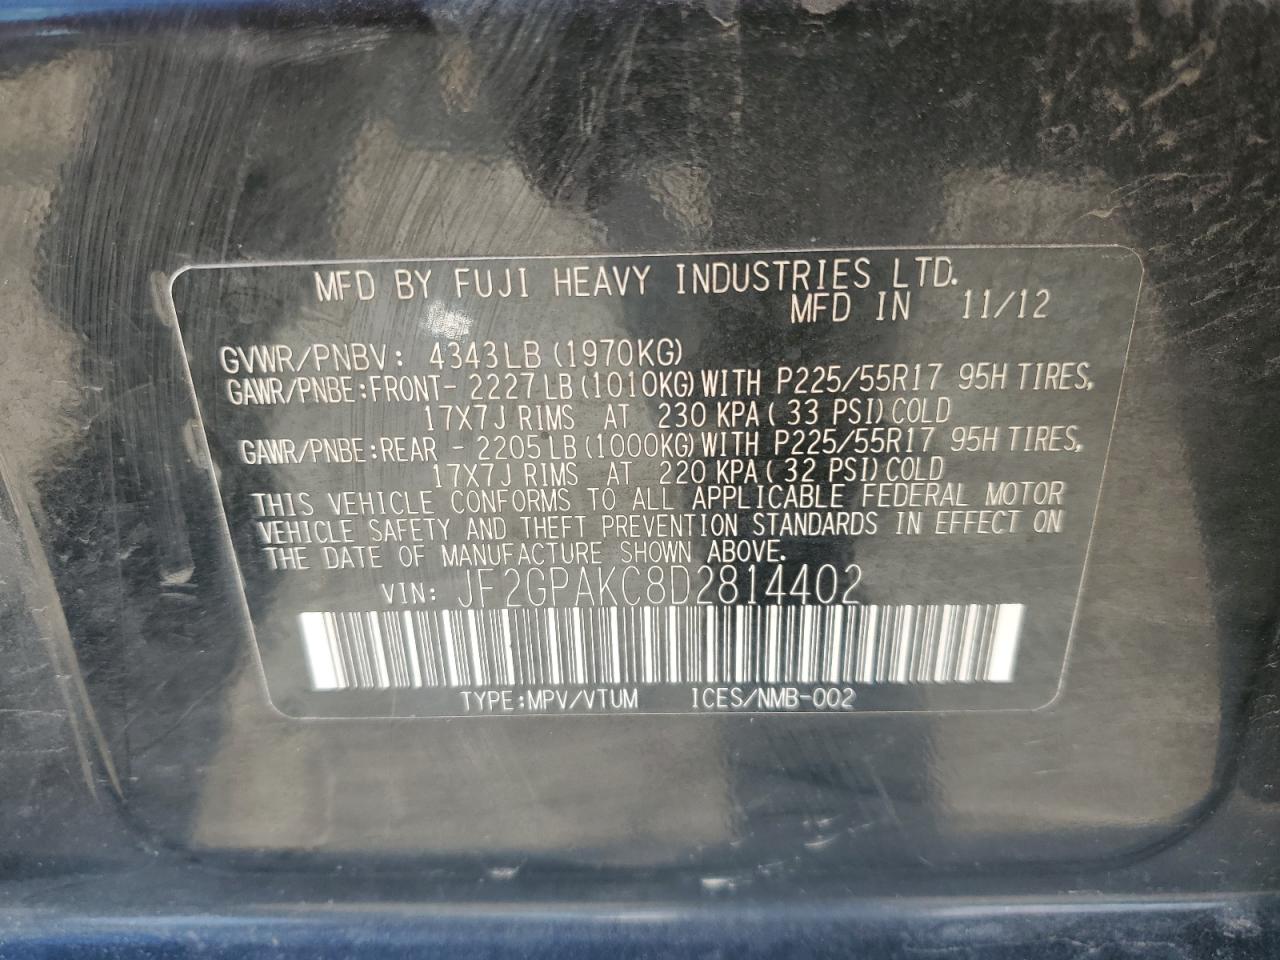 MFD BY FUJI HEAVY INDUSTRIES LTD.
MFD IN 11/12
GVWR/PNBV: 4343LB(1970KG)
GAWR/PNBE:FRONT- 2227LB(1010KG)WITH P225/55R17 95H TIRES,
17X7J RIMS AT 230 KPA( 33 PSI)COLD
GAWR/PNBE:REAR - 2205LB(1000KG)WITH P225/55R17 95H TIRES,
17X7J RIMS AT 220 KPA( 32 PSI)COLD
THIS VEHICLE CONFORMS TO ALL APPLICABLE FEDERAL MOTOR
VEHICLE SAFETY AND THEFT PREVENTION STANDARDS IN EFFECT ON
THE DATE OF MANUFACTURE SHOWN ABOVE.
VIN: JF2GPAKC8D2814402
TYPE:MPV/VTUM ICES/NMB-002